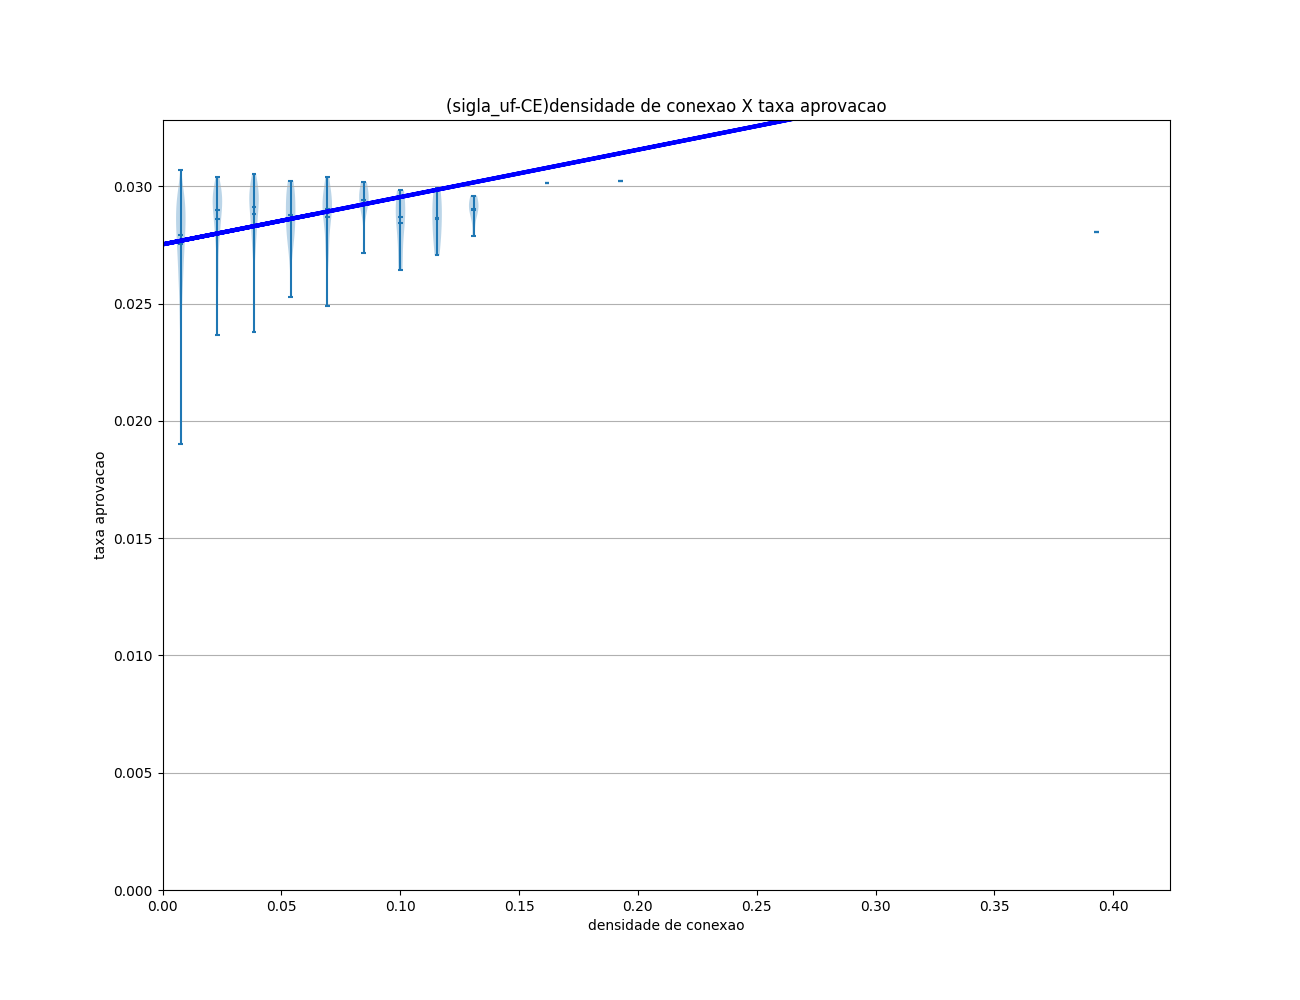 (sigla_uf-CE)densidade de conexao X taxa aprovacao
0.030
0.025
0.020
0.015
0.010
0.005
0.000
taxa aprovacao
0.00 0.05 0.10 0.15 0.20 0.25 0.30 0.35 0.40
densidade de conexao